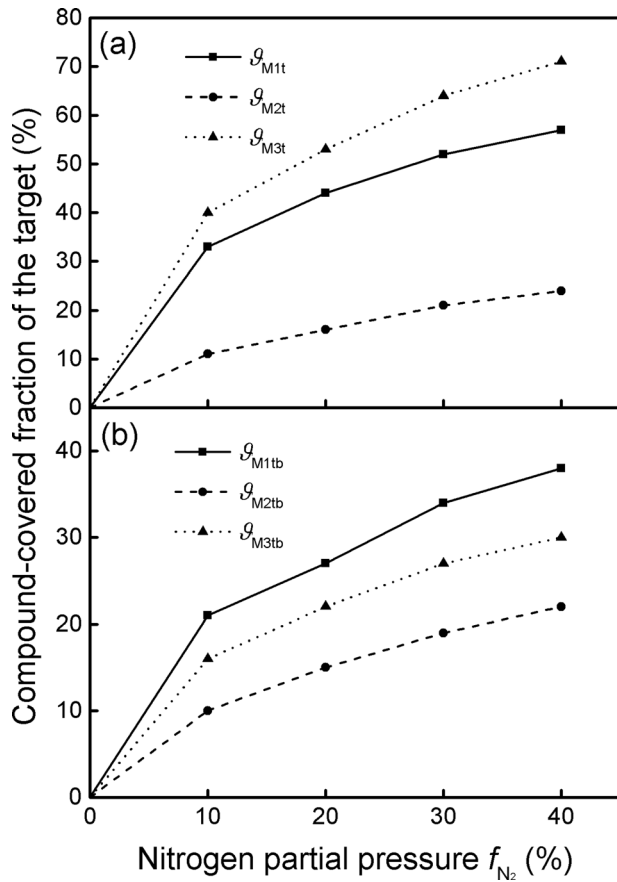 Compound-covered fraction of the target (%)
(a)
ϑM1t
ϑM2t
ϑM3t
80
70
60
50
40
30
20
10
0
(b)
ϑM1tb
ϑM2tb
ϑM3tb
40
30
20
10
0
0 10 20 30 40
Nitrogen partial pressure fN₂ (%)